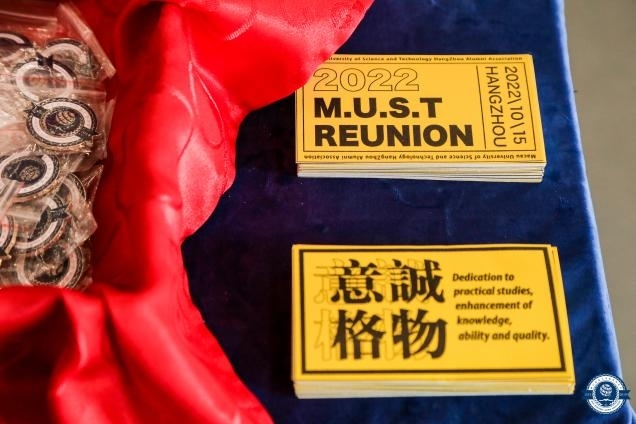 University of Science and Technology HangZhou Alumni Association
2022
M.U.S.T
REUNION
2022\10\15
HANGZHOU
Macau University of Science and Technology HangZhou Alumni Association
意誠
格物
Dedication to
practical studies,
enhancement of
knowledge,
ability and quality.